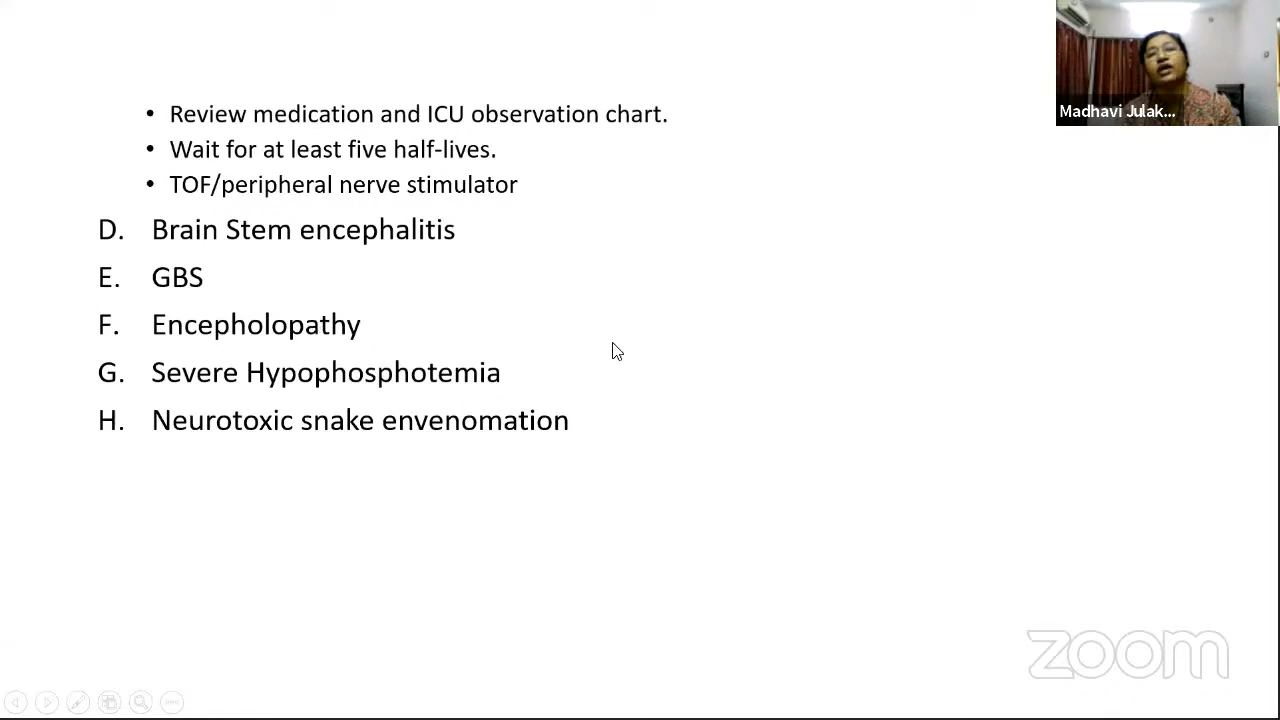 • Review medication and ICU observation chart.
• Wait for at least five half-lives.
• TOF/peripheral nerve stimulator
D. Brain Stem encephalitis
E. GBS
F. Encepholopathy
G. Severe Hypophosphotemia
H. Neurotoxic snake envenomation
Madhavi Julak...
zoom